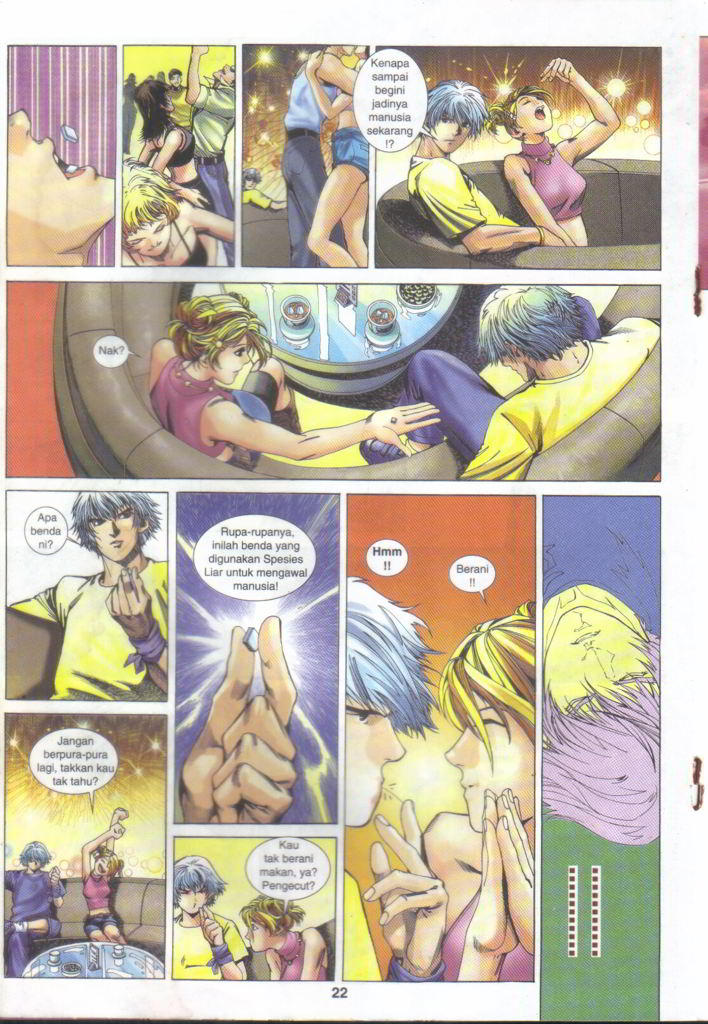 Kenapa
sampai
begini
jadinya
manusia
sekarang
!?
Nak?
Apa
benda
ni?
Rupa-rupanya,
inilah benda yang
digunakan Spesies
Liar untuk mengawal
manusia!
Jangan
berpura-pura
lagi, takkan kau
tak tahu?
Kau
tak berani
makan, ya?
Pengecut?
Hmm
!!
Berani
!!
22